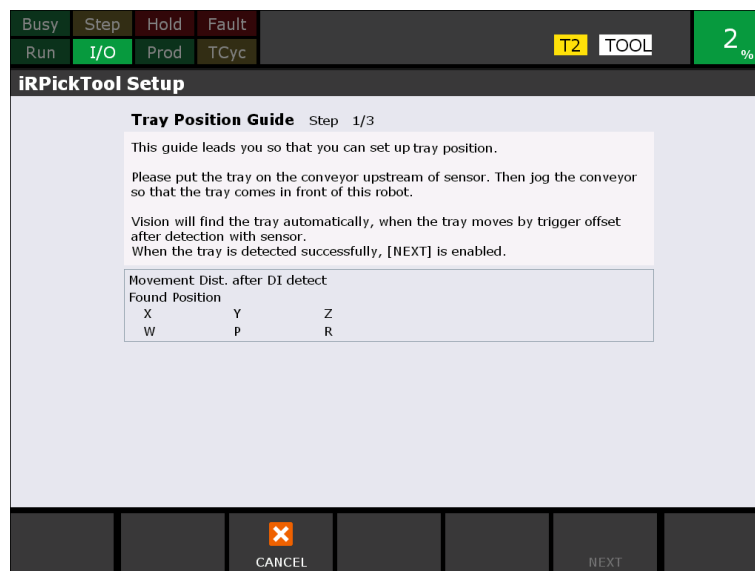 Busy Step Hold Fault
Run I/O Prod TCyc
T2 TOOL
2 %
iRPickTool Setup
Tray Position Guide Step 1/3
This guide leads you so that you can set up tray position.
Please put the tray on the conveyor upstream of sensor. Then jog the conveyor
so that the tray comes in front of this robot.
Vision will find the tray automatically, when the tray moves by trigger offset
after detection with sensor.
When the tray is detected successfully, [NEXT] is enabled.
Movement Dist. after DI detect
Found Position
X Y Z
W P R
CANCEL NEXT